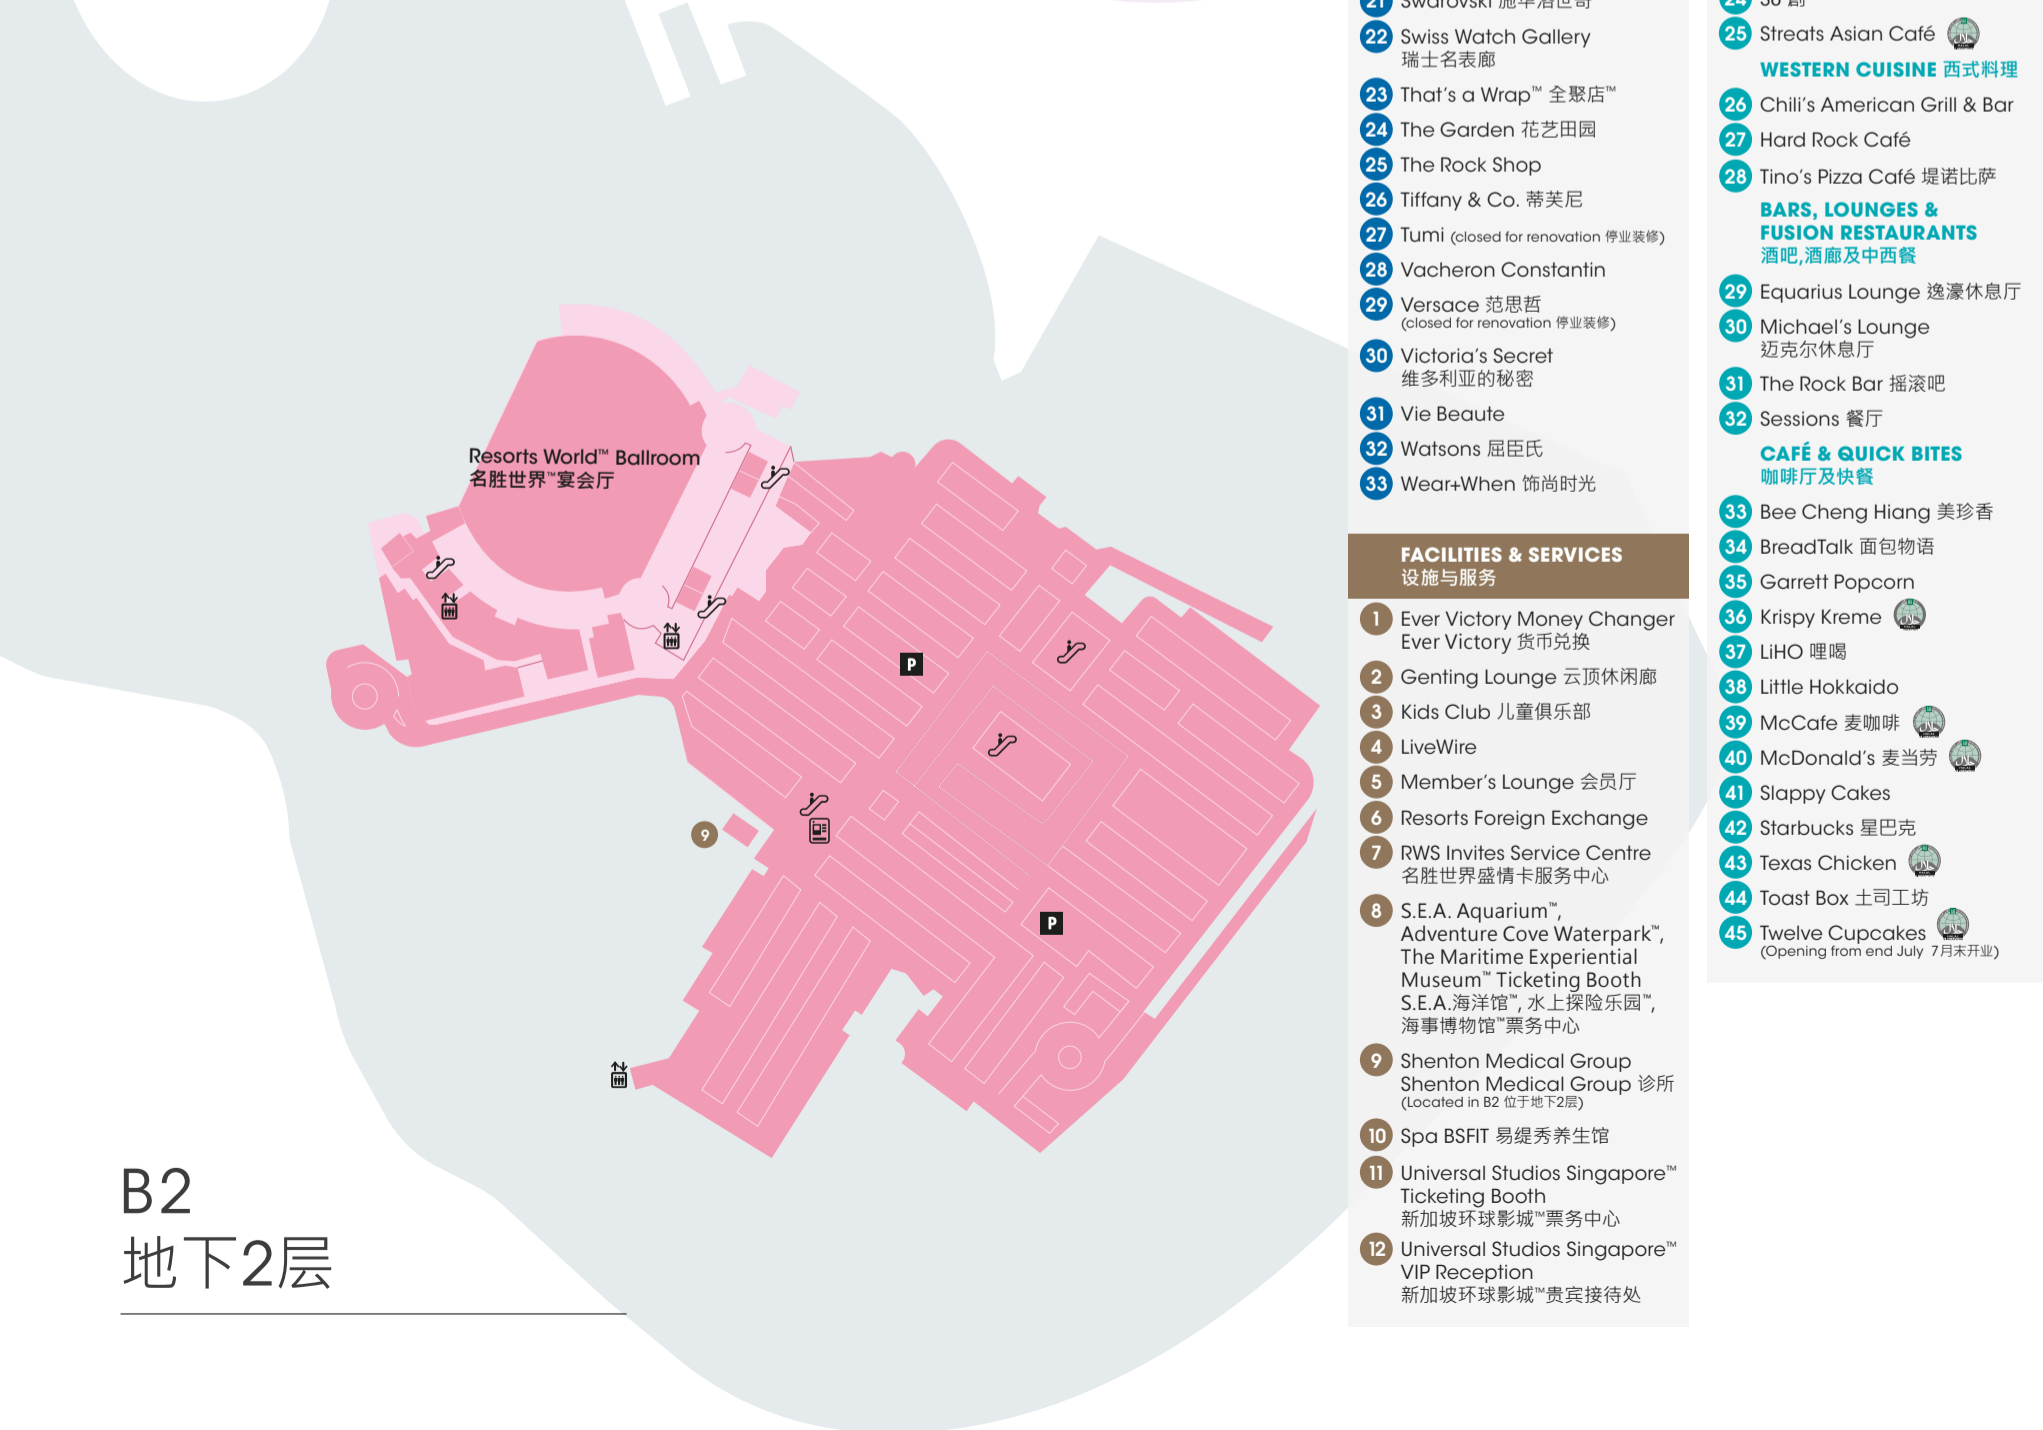 Resorts World™ Ballroom
名胜世界™宴会厅
P
P
9
B2
地下2层
21 Swarovski 施华洛世奇
22 Swiss Watch Gallery
瑞士名表廊
23 That's a Wrap™ 全聚店™
24 The Garden 花艺田园
25 The Rock Shop
26 Tiffany & Co. 蒂芙尼
27 Tumi (closed for renovation 停业装修)
28 Vacheron Constantin
29 Versace 范思哲
(closed for renovation 停业装修)
30 Victoria's Secret
维多利亚的秘密
31 Vie Beaute
32 Watsons 屈臣氏
33 Wear+When 饰尚时光
FACILITIES & SERVICES
设施与服务
1 Ever Victory Money Changer
Ever Victory 货币兑换
2 Genting Lounge 云顶休闲廊
3 Kids Club 儿童俱乐部
4 LiveWire
5 Member's Lounge 会员厅
6 Resorts Foreign Exchange
7 RWS Invites Service Centre
名胜世界盛情卡服务中心
8 S.E.A. Aquarium™,
Adventure Cove Waterpark™,
The Maritime Experiential
Museum™ Ticketing Booth
S.E.A.海洋馆™, 水上探险乐园™,
海事博物馆™票务中心
9 Shenton Medical Group
Shenton Medical Group 诊所
(Located in B2 位于地下2层)
10 Spa BSFIT 易缇秀养生馆
11 Universal Studios Singapore™
Ticketing Booth
新加坡环球影城™票务中心
12 Universal Studios Singapore™
VIP Reception
新加坡环球影城™贵宾接待处
24
25 Streats Asian Café
WESTERN CUISINE 西式料理
26 Chili's American Grill & Bar
27 Hard Rock Café
28 Tino's Pizza Café 堤诺比萨
BARS, LOUNGES &
FUSION RESTAURANTS
酒吧,酒廊及中西餐
29 Equarius Lounge 逸濠休息厅
30 Michael's Lounge
迈克尔休息厅
31 The Rock Bar 摇滚吧
32 Sessions 餐厅
CAFÉ & QUICK BITES
咖啡厅及快餐
33 Bee Cheng Hiang 美珍香
34 BreadTalk 面包物语
35 Garrett Popcorn
36 Krispy Kreme
37 LiHO 哩喝
38 Little Hokkaido
39 McCafe 麦咖啡
40 McDonald's 麦当劳
41 Slappy Cakes
42 Starbucks 星巴克
43 Texas Chicken
44 Toast Box 土司工坊
45 Twelve Cupcakes
(Opening from end July 7月末开业)